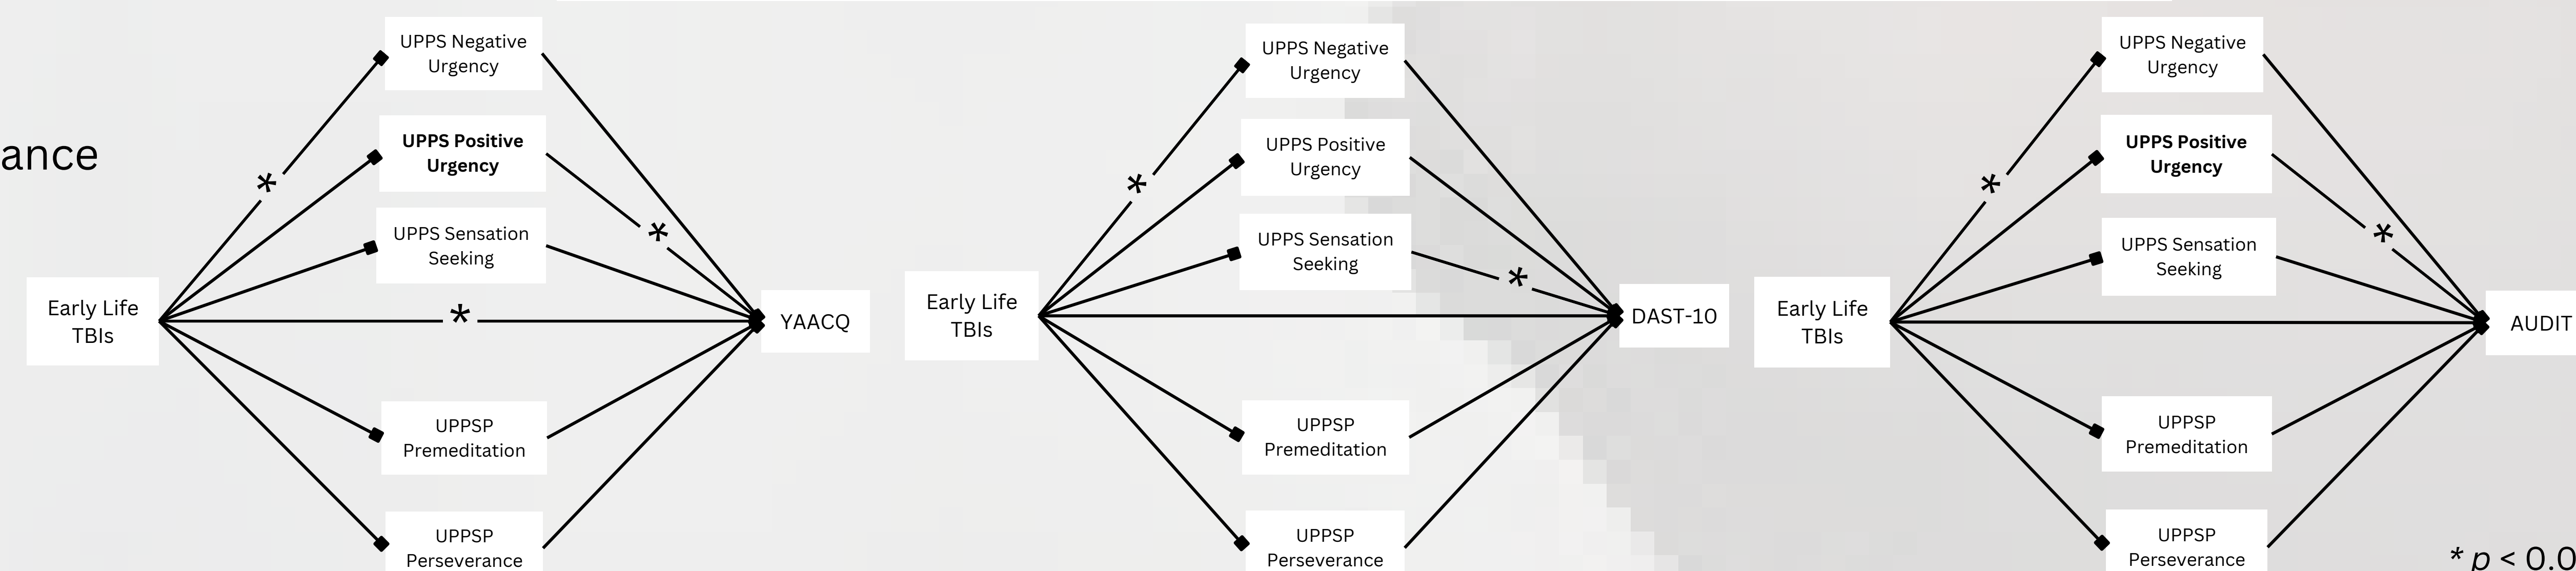 ance
UPPS Negative
Urgency
*
UPPS Positive
Urgency
*
UPPS Sensation
Seeking
Early Life
TBIs
*
YAACQ
UPPSP
Premeditation
UPPSP
Perseverance
UPPS Negative
Urgency
*
UPPS Positive
Urgency
UPPS Sensation
Seeking
*
Early Life
TBIs
DAST-10
UPPSP
Premeditation
UPPSP
Perseverance
UPPS Negative
Urgency
*
UPPS Positive
Urgency
*
UPPS Sensation
Seeking
Early Life
TBIs
AUDIT
UPPSP
Premeditation
UPPSP
Perseverance
* p < 0.0